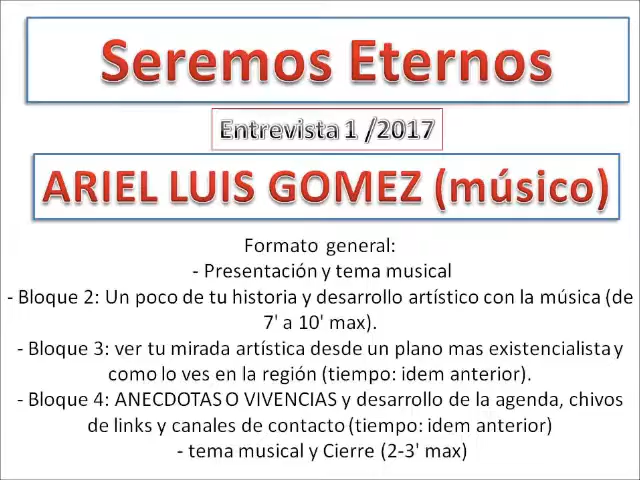 Seremos Eternos
Entrevista 1 /2017
ARIEL LUIS GOMEZ (músico)
Formato general:
- Presentación y tema musical
- Bloque 2: Un poco de tu historia y desarrollo artístico con la música (de
7' a 10' max).
- Bloque 3: ver tu mirada artística desde un plano mas existencialista y
como lo ves en la región (tiempo: idem anterior).
- Bloque 4: ANECDOTAS O VIVENCIAS y desarrollo de la agenda, chivos
de links y canales de contacto (tiempo: idem anterior)
- tema musical y Cierre (2-3' max)